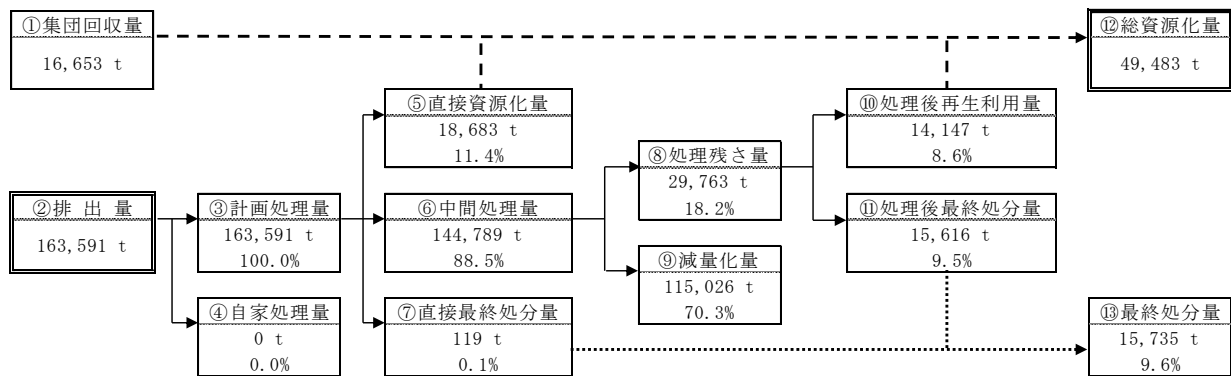 ①集団回収量
16,653 t
⑫総資源化量
49,483 t
⑤直接資源化量
18,683 t
11.4%
⑩処理後再生利用量
14,147 t
8.6%
⑧処理残さ量
29,763 t
18.2%
②排 出 量
163,591 t
③計画処理量
163,591 t
100.0%
⑥中間処理量
144,789 t
88.5%
⑪処理後最終処分量
15,616 t
9.5%
⑨減量化量
115,026 t
70.3%
④自家処理量
0 t
0.0%
⑦直接最終処分量
119 t
0.1%
⑬最終処分量
15,735 t
9.6%